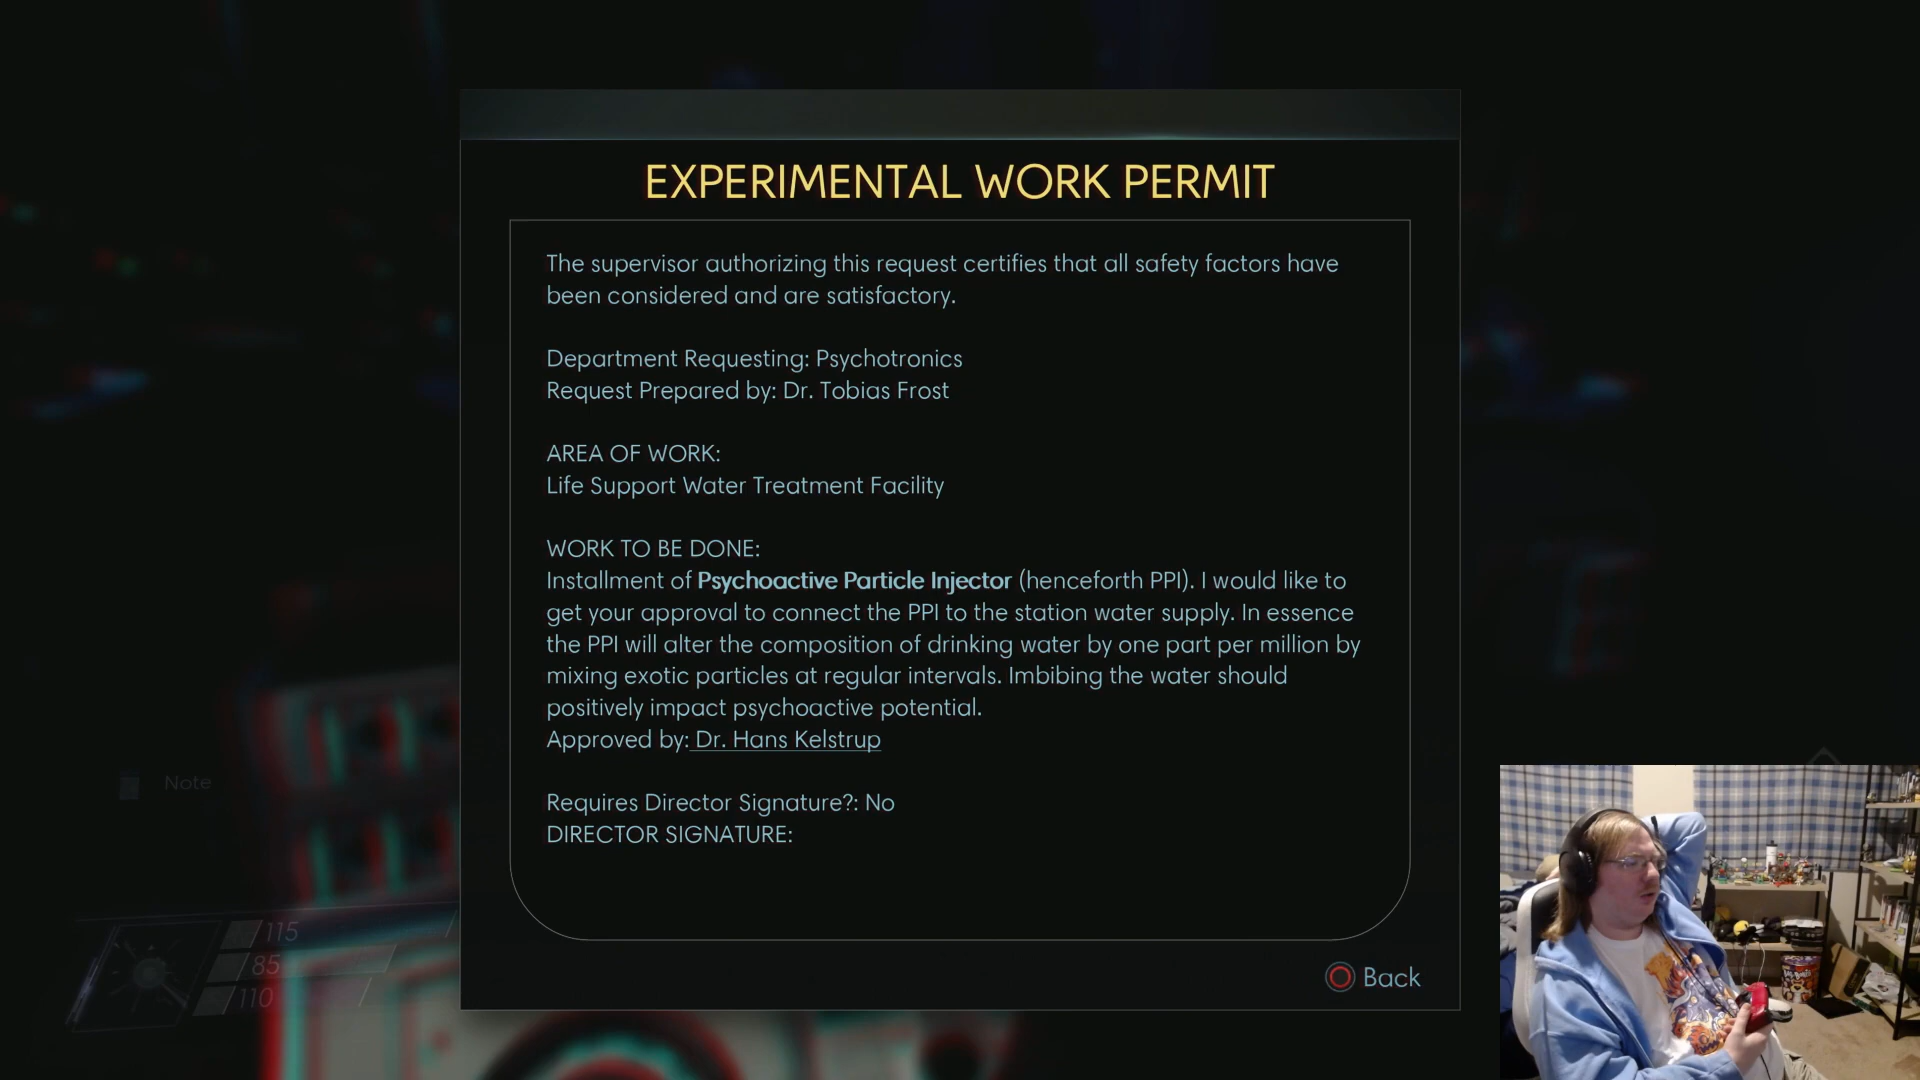 EXPERIMENTAL WORK PERMIT
The supervisor authorizing this request certifies that all safety factors have
been considered and are satisfactory.
Department Requesting: Psychotronics
Request Prepared by: Dr. Tobias Frost
AREA OF WORK:
Life Support Water Treatment Facility
WORK TO BE DONE:
Installment of Psychoactive Particle Injector (henceforth PPI). I would like to
get your approval to connect the PPI to the station water supply. In essence
the PPI will alter the composition of drinking water by one part per million by
mixing exotic particles at regular intervals. Imbibing the water should
positively impact psychoactive potential.
Approved by: Dr. Hans Kelstrup
Requires Director Signature?: No
DIRECTOR SIGNATURE:
Back
Note
115
85
110